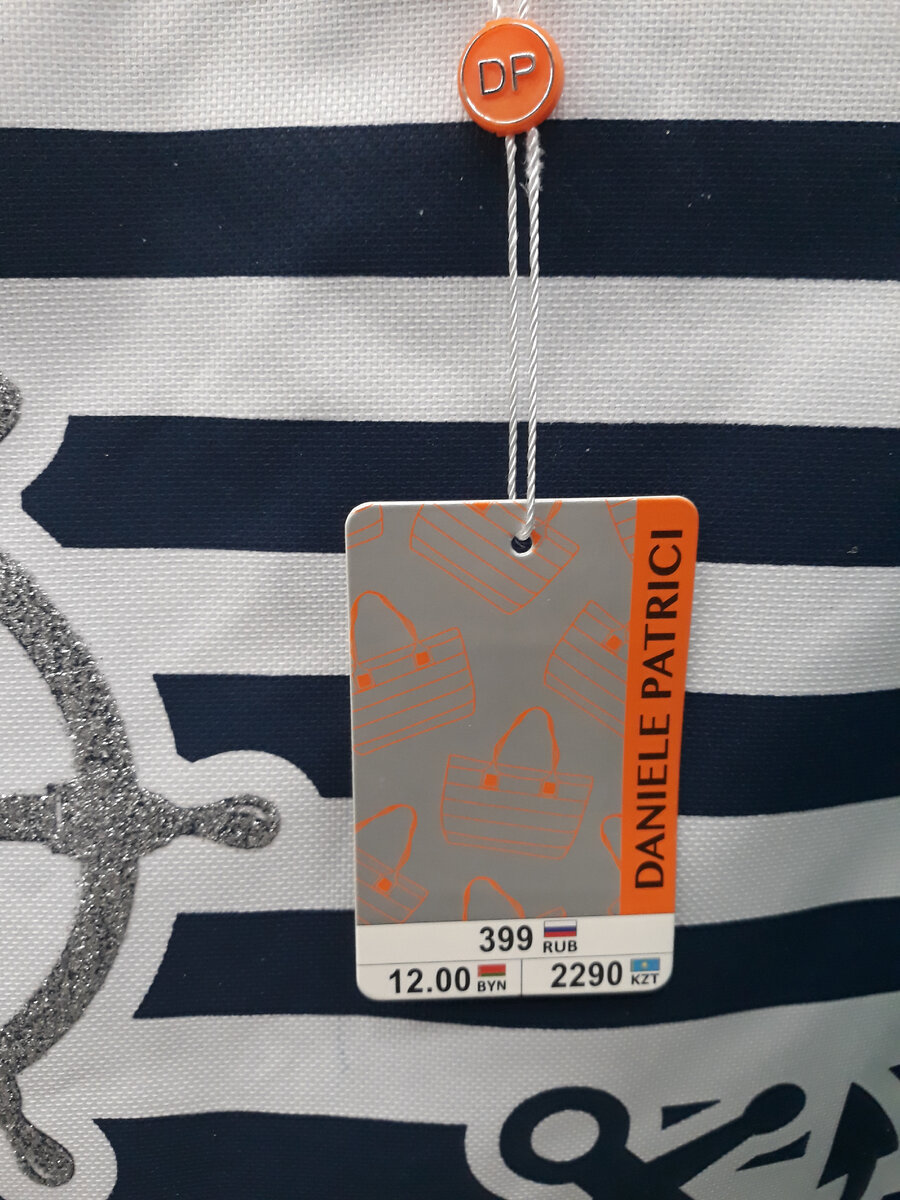 DP
DANIELE PATRICI
399 RUB
12.00 BYN
2290 KZT